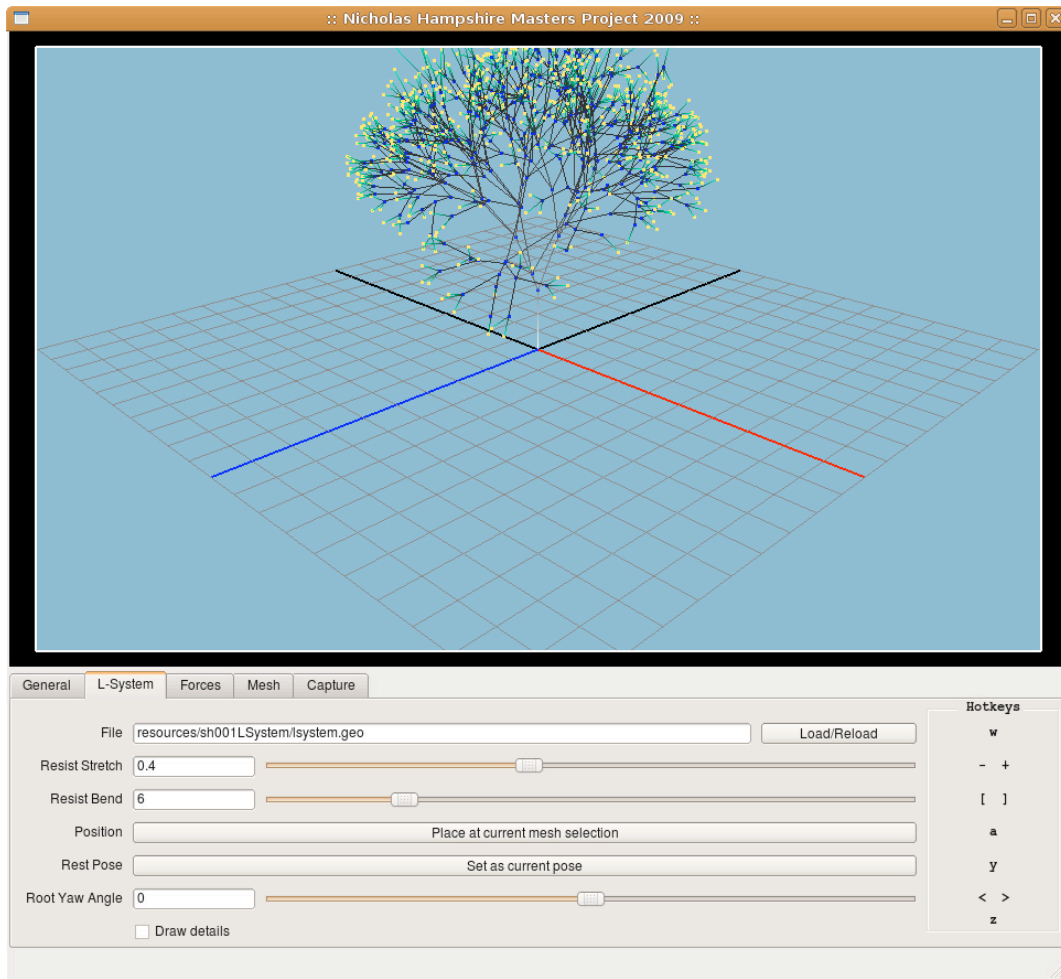 :: Nicholas Hampshire Masters Project 2009 ::
General L-System Forces Mesh Capture
Hotkeys
File resources/sh001LSystem/lsystem.geo Load/Reload w
Resist Stretch 0.4 - +
Resist Bend 6 [ ]
Position Place at current mesh selection a
Rest Pose Set as current pose y
Root Yaw Angle 0 < >
z
Draw details